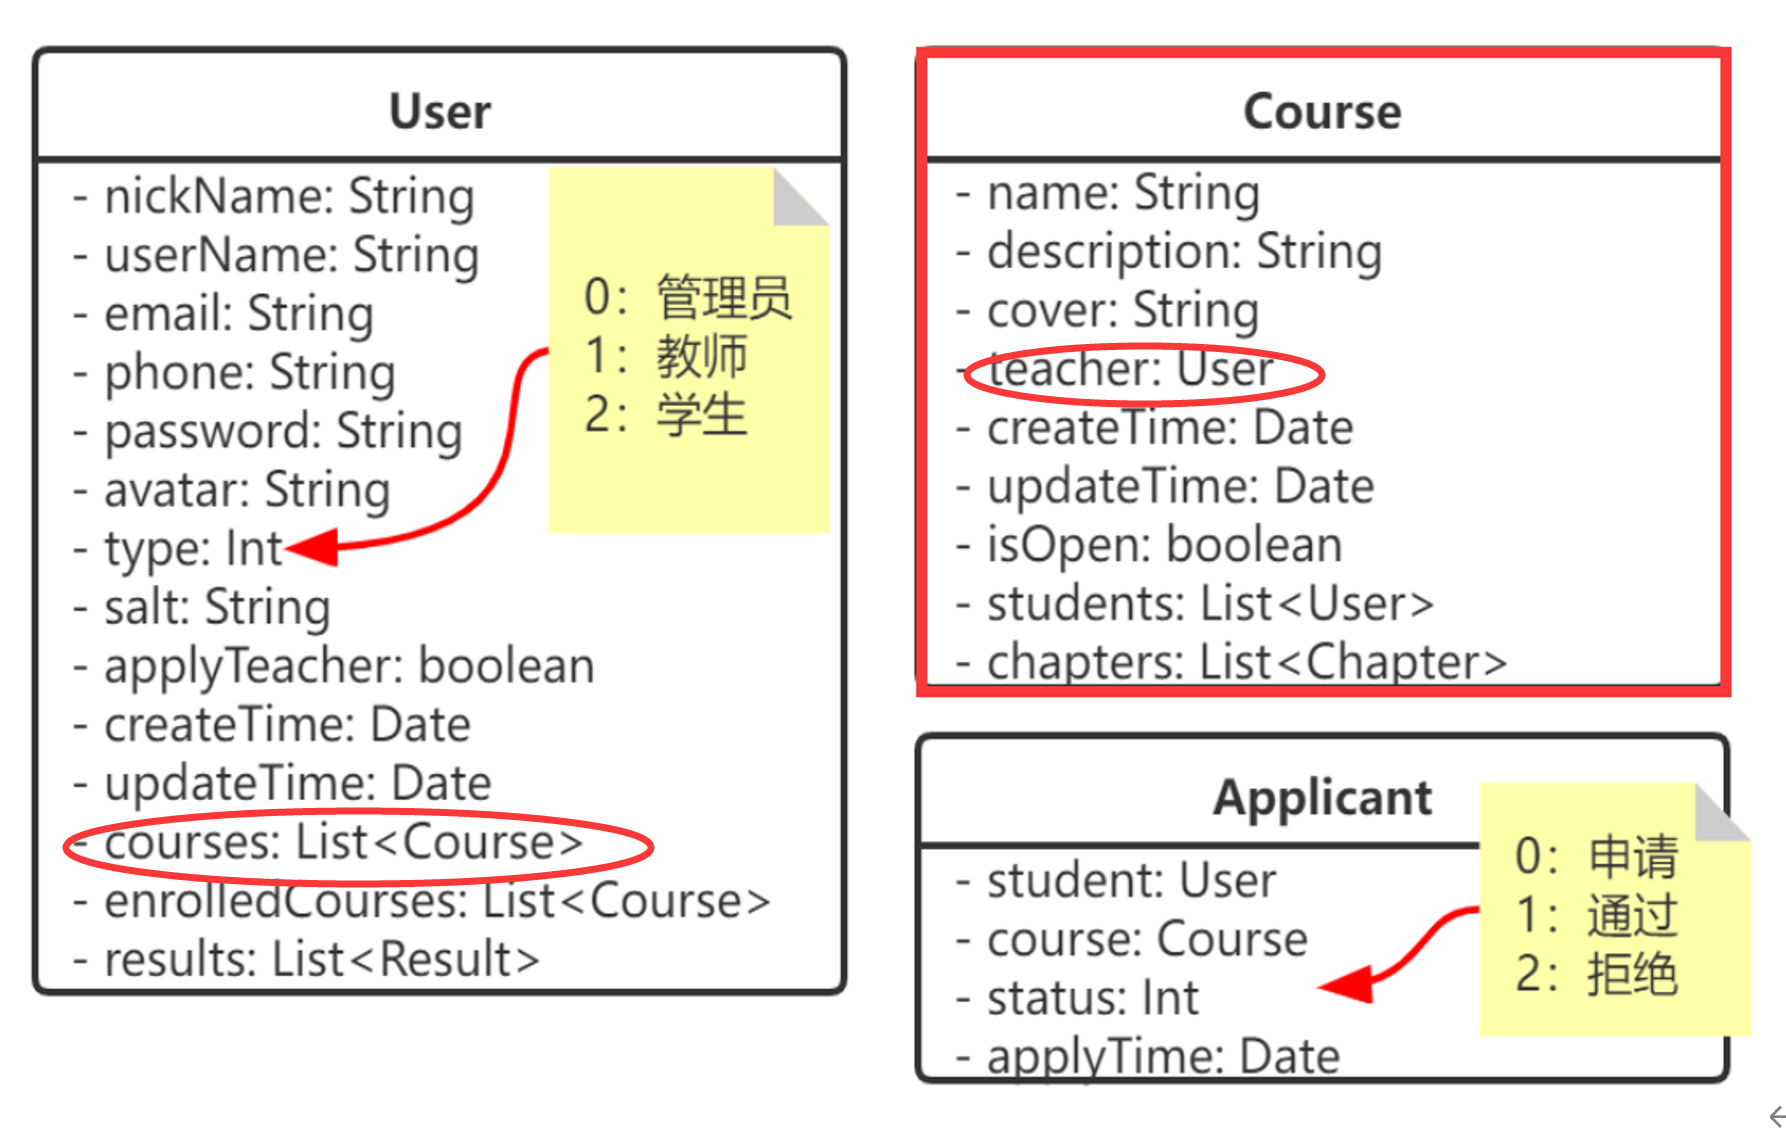 User
- nickName: String
- userName: String
- email: String
- phone: String
- password: String
- avatar: String
- type: Int
- salt: String
- applyTeacher: boolean
- createTime: Date
- updateTime: Date
- courses: List<Course>
- enrolledCourses: List<Course>
- results: List<Result>
0：管理员
1：教师
2：学生
Course
- name: String
- description: String
- cover: String
- teacher: User
- createTime: Date
- updateTime: Date
- isOpen: boolean
- students: List<User>
- chapters: List<Chapter>
Applicant
- student: User
- course: Course
- status: Int
- applyTime: Date
0：申请
1：通过
2：拒绝